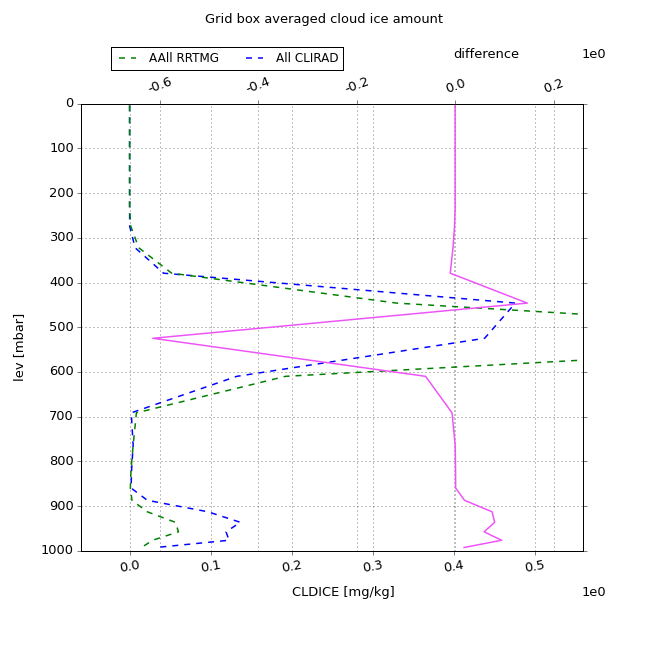 Grid box averaged cloud ice amount
AAll RRTMG All CLIRAD
difference 1e0
-0.6 -0.4 -0.2 0.0 0.2
0
100
200
300
400
500
600
700
800
900
1000
lev [mbar]
0.0 0.1 0.2 0.3 0.4 0.5
CLDICE [mg/kg] 1e0